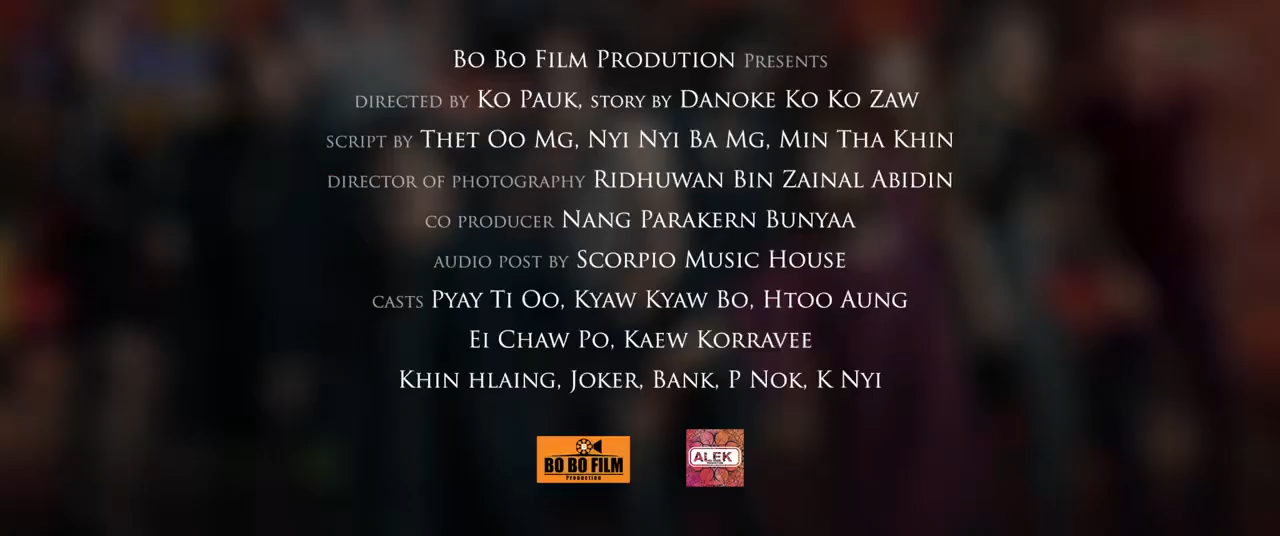 Bo Bo Film Prodution Presents
directed by Ko Pauk, story by Danoke Ko Ko Zaw
script by Thet Oo Mg, Nyi Nyi Ba Mg, Min Tha Khin
director of photography Ridhuwan Bin Zainal Abidin
co producer Nang Parakern Bunyaa
audio post by Scorpio Music House
casts Pyay Ti Oo, Kyaw Kyaw Bo, Htoo Aung
Ei Chaw Po, Kaew Korravee
Khin hlaing, Joker, Bank, P Nok, K Nyi
BO BO FILM
Production
ALEK